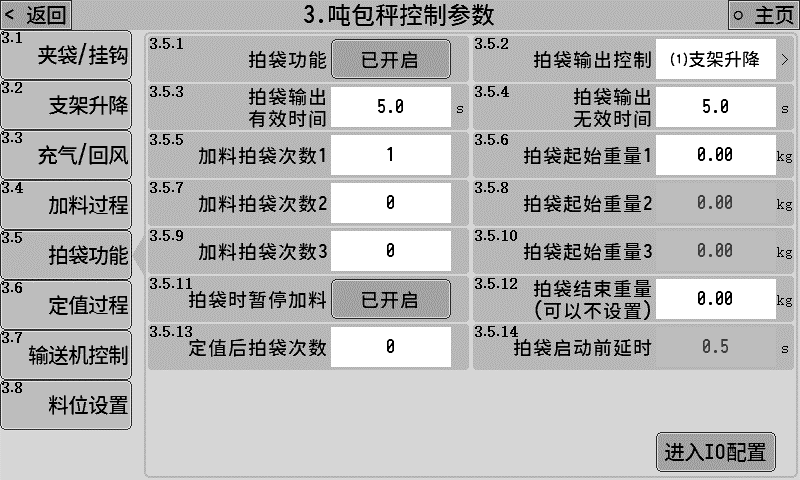 < 返回
3.吨包秤控制参数
○ 主页
3.1 夹袋/挂钩
3.2 支架升降
3.3 充气/回风
3.4 加料过程
3.5 拍袋功能
3.6 定值过程
3.7 输送机控制
3.8 料位设置
3.5.1 拍袋功能 已开启
3.5.2 拍袋输出控制 (1)支架升降 >
3.5.3 拍袋输出
有效时间 5.0 s
3.5.4 拍袋输出
无效时间 5.0 s
3.5.5 加料拍袋次数1 1
3.5.6 拍袋起始重量1 0.00 kg
3.5.7 加料拍袋次数2 0
3.5.8 拍袋起始重量2 0.00 kg
3.5.9 加料拍袋次数3 0
3.5.10 拍袋起始重量3 0.00 kg
3.5.11 拍袋时暂停加料 已开启
3.5.12 拍袋结束重量
(可以不设置) 0.00 kg
3.5.13 定值后拍袋次数 0
3.5.14 拍袋启动前延时 0.5 s
进入IO配置